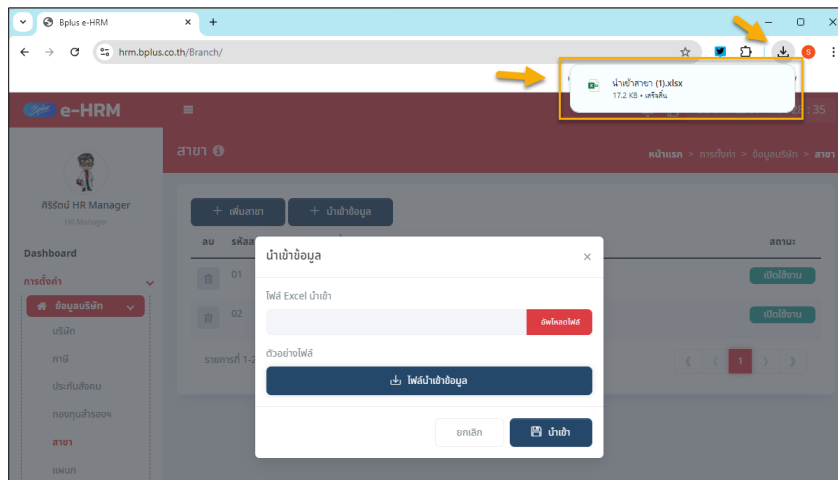 Bplus e-HRM
hrm.bplus.co.th/Branch/
S
นำเข้าสาขา (1).xlsx
17.2 KB • เสร็จสิ้น
Bplus e-HRM
: 35
สาขา
หน้าแรก > การตั้งค่า > ข้อมูลบริษัท > สาขา
ศิริรัตน์ HR Manager
HR Manager
+ เพิ่มสาขา
+ นำเข้าข้อมูล
Dashboard
ลบ
สถานะ
การตั้งค่า
01
เปิดใช้งาน
ข้อมูลบริษัท
02
เปิดใช้งาน
บริษัท
ภาษี
รายการที่ 1-2
1
ประกันสังคม
กองทุนสำรองฯ
สาขา
แผนก
นำเข้าข้อมูล
×
ไฟล์ Excel นำเข้า
อัพโหลดไฟล์
ตัวอย่างไฟล์
ไฟล์นำเข้าข้อมูล
ยกเลิก
นำเข้า